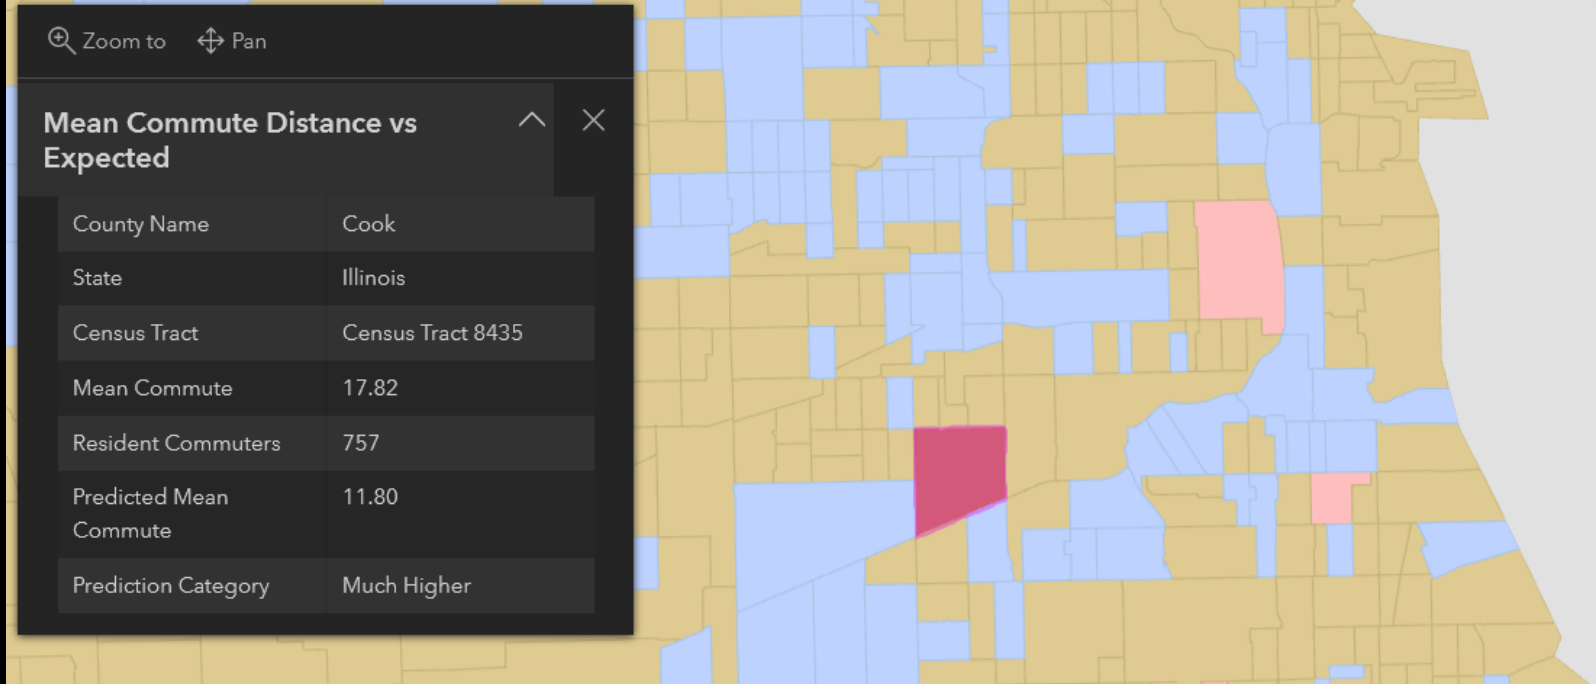 Zoom to Pan
Mean Commute Distance vs
Expected
County Name Cook
State Illinois
Census Tract Census Tract 8435
Mean Commute 17.82
Resident Commuters 757
Predicted Mean 11.80
Commute
Prediction Category Much Higher